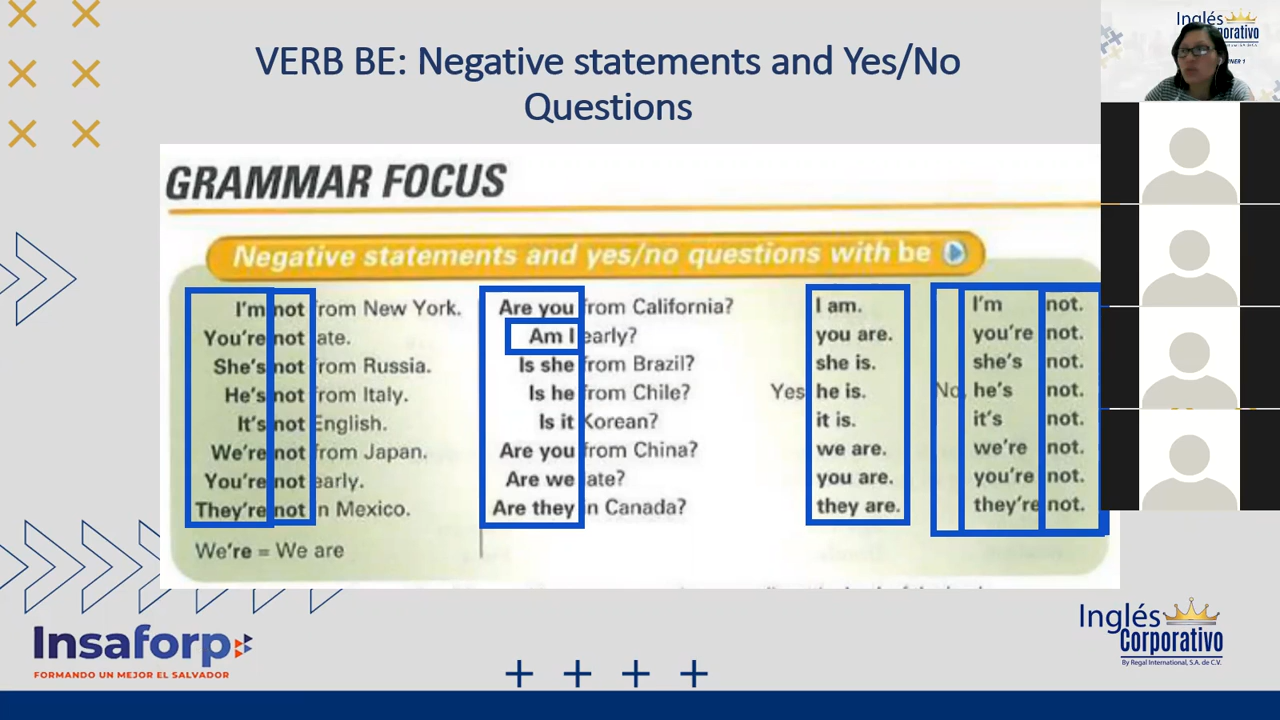 VERB BE: Negative statements and Yes/No
Questions
GRAMMAR FOCUS
Negative statements and yes/no questions with be
I'm not from New York.
You're not late.
She's not from Russia.
He's not from Italy.
It's not English.
We're not from Japan.
You're not early.
They're not in Mexico.
We're = We are
Are you from California?
Am I early?
Is she from Brazil?
Is he from Chile?
Is it Korean?
Are you from China?
Are we late?
Are they in Canada?
Yes,
I am.
you are.
she is.
he is.
it is.
we are.
you are.
they are.
No,
I'm not.
you're not.
she's not.
he's not.
it's not.
we're not.
you're not.
they're not.
Inglés
Corporativo
Insaforp
FORMANDO UN MEJOR EL SALVADOR
Inglés
Corporativo
By Regal International, S.A. de C.V.